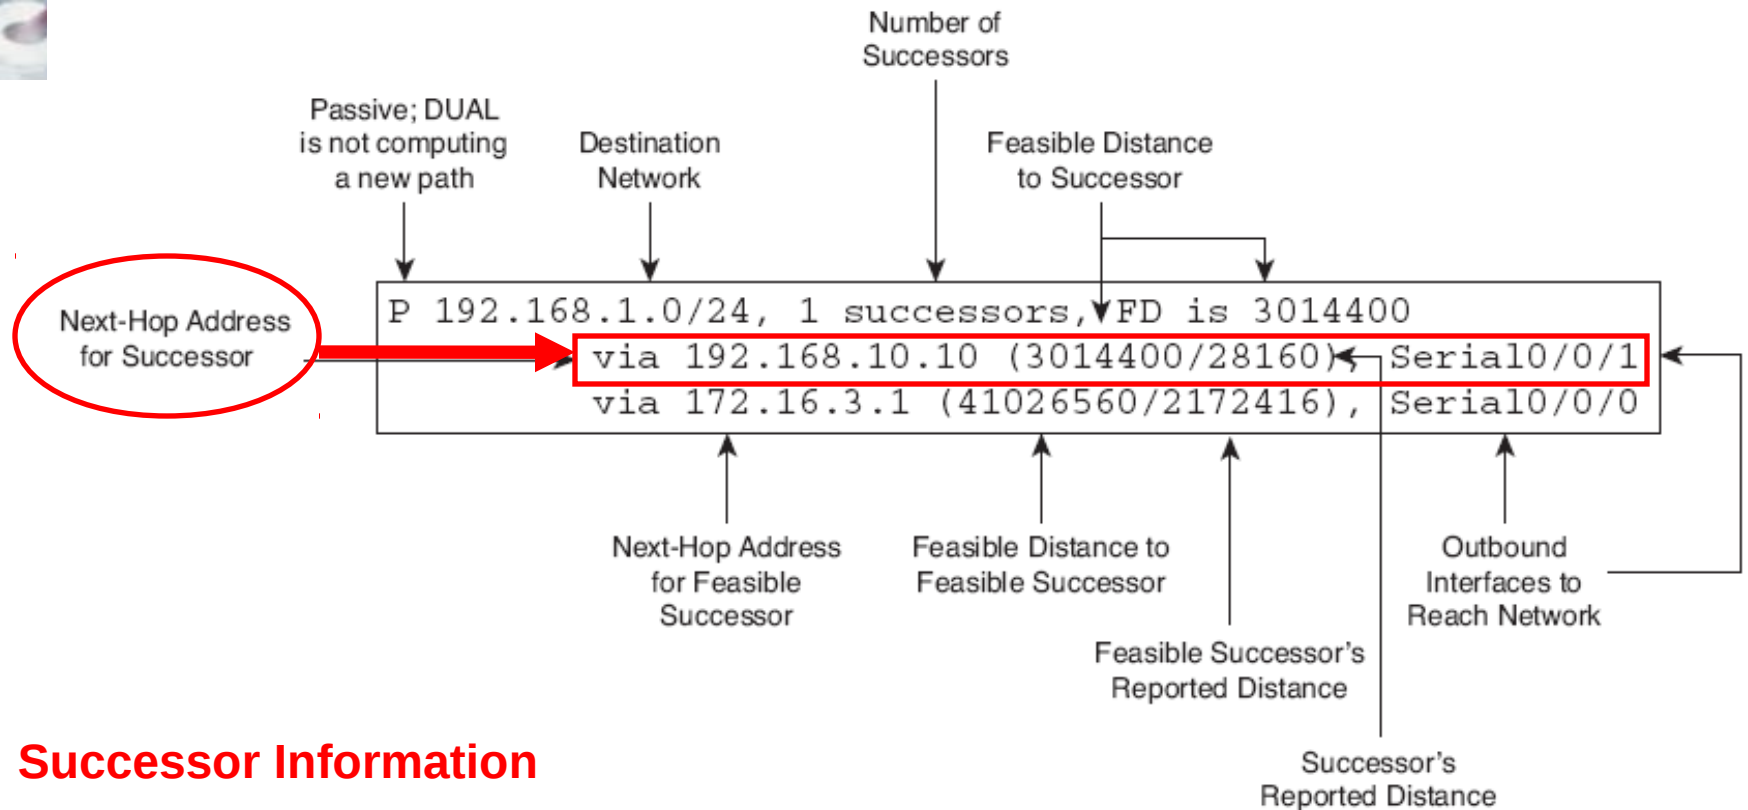 Number of
Successors
Passive; DUAL
is not computing
a new path
Destination
Network
Feasible Distance
to Successor
Next-Hop Address
for Successor
P 192.168.1.0/24, 1 successors, FD is 3014400
via 192.168.10.10 (3014400/28160), Serial0/0/1
via 172.16.3.1 (41026560/2172416), Serial0/0/0
Next-Hop Address
for Feasible
Successor
Feasible Distance to
Feasible Successor
Outbound
Interfaces to
Reach Network
Feasible Successor's
Reported Distance
Successor Information
Successor's
Reported Distance